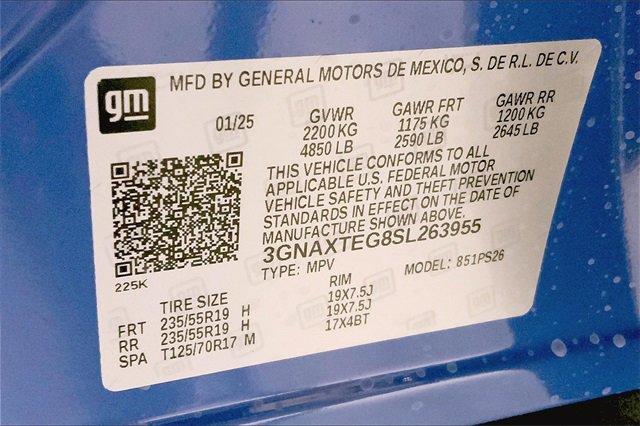 gm
MFD BY GENERAL MOTORS DE MEXICO, S. DE R.L. DE C.V.
01/25 GVWR GAWR FRT GAWR RR
2200 KG 1175 KG 1200 KG
4850 LB 2590 LB 2645 LB
THIS VEHICLE CONFORMS TO ALL
APPLICABLE U.S. FEDERAL MOTOR
VEHICLE SAFETY AND THEFT PREVENTION
STANDARDS IN EFFECT ON THE DATE OF
MANUFACTURE SHOWN ABOVE.
3GNAXTEG8SL263955
TYPE: MPV MODEL: 851PS26
225K
TIRE SIZE RIM
FRT 235/55R19 H 19X7.5J
RR 235/55R19 H 19X7.5J
SPA T125/70R17 M 17X4BT